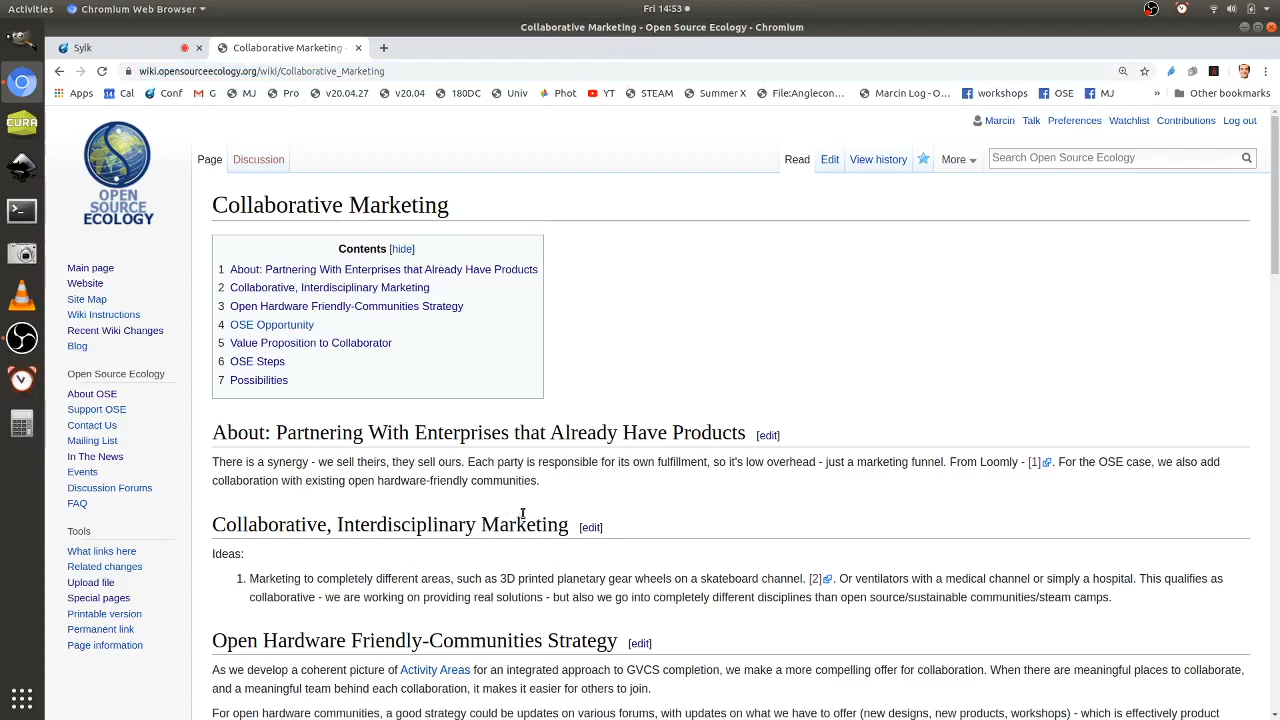 Activities
Chromium Web Browser
Fri 14:53
Collaborative Marketing - Open Source Ecology - Chromium
Sylk
Collaborative Marketing -
wiki.opensourceecology.org/wiki/Collaborative_Marketing
Apps Cal Conf G MJ Pro v20.04.27 v20.04 180DC Univ Phot YT STEAM Summer X File:Anglecon... Marcin Log - O... workshops OSE MJ » Other bookmarks
Marcin Talk Preferences Watchlist Contributions Log out
Page Discussion Read Edit View history More Search Open Source Ecology
OPEN
SOURCE
ECOLOGY
Main page
Website
Site Map
Wiki Instructions
Recent Wiki Changes
Blog
Open Source Ecology
About OSE
Support OSE
Contact Us
Mailing List
In The News
Events
Discussion Forums
FAQ
Tools
What links here
Related changes
Upload file
Special pages
Printable version
Permanent link
Page information
CURA
Collaborative Marketing
Contents [hide]
1 About: Partnering With Enterprises that Already Have Products
2 Collaborative, Interdisciplinary Marketing
3 Open Hardware Friendly-Communities Strategy
4 OSE Opportunity
5 Value Proposition to Collaborator
6 OSE Steps
7 Possibilities
About: Partnering With Enterprises that Already Have Products [edit]
There is a synergy - we sell theirs, they sell ours. Each party is responsible for its own fulfillment, so it's low overhead - just a marketing funnel. From Loomly - [1]. For the OSE case, we also add
collaboration with existing open hardware-friendly communities.
Collaborative, Interdisciplinary Marketing [edit]
Ideas:
1. Marketing to completely different areas, such as 3D printed planetary gear wheels on a skateboard channel. [2]. Or ventilators with a medical channel or simply a hospital. This qualifies as
collaborative - we are working on providing real solutions - but also we go into completely different disciplines than open source/sustainable communities/steam camps.
Open Hardware Friendly-Communities Strategy [edit]
As we develop a coherent picture of Activity Areas for an integrated approach to GVCS completion, we make a more compelling offer for collaboration. When there are meaningful places to collaborate,
and a meaningful team behind each collaboration, it makes it easier for others to join.
For open hardware communities, a good strategy could be updates on various forums, with updates on what we have to offer (new designs, new products, workshops) - which is effectively product